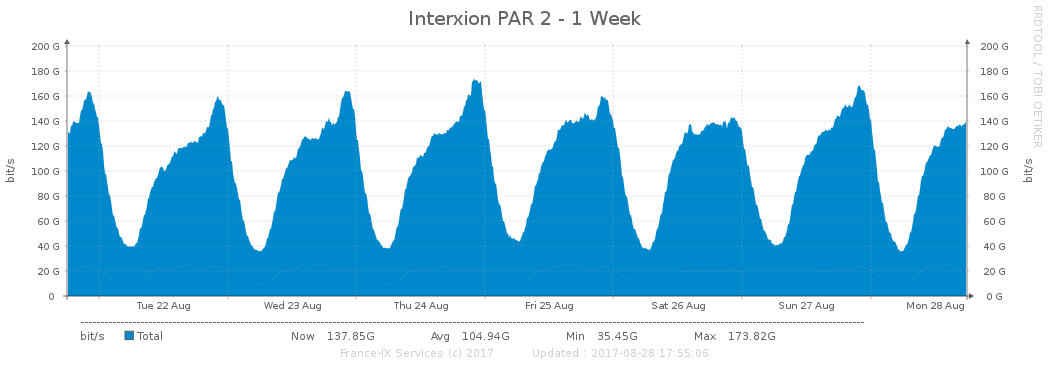 Interxion PAR 2 - 1 Week
RRDTOOL / TOBI OETIKER
200 G 200 G
180 G 180 G
160 G 160 G
140 G 140 G
120 G 120 G
100 G 100 G
80 G 80 G
60 G 60 G
40 G 40 G
20 G 20 G
0 0 G
bit/s bit/s
Tue 22 Aug Wed 23 Aug Thu 24 Aug Fri 25 Aug Sat 26 Aug Sun 27 Aug Mon 28 Aug
bit/s Total Now 137.85G Avg 104.94G Min 35.45G Max 173.82G
France-IX Services (c) 2017 Updated : 2017-08-28 17:55:06